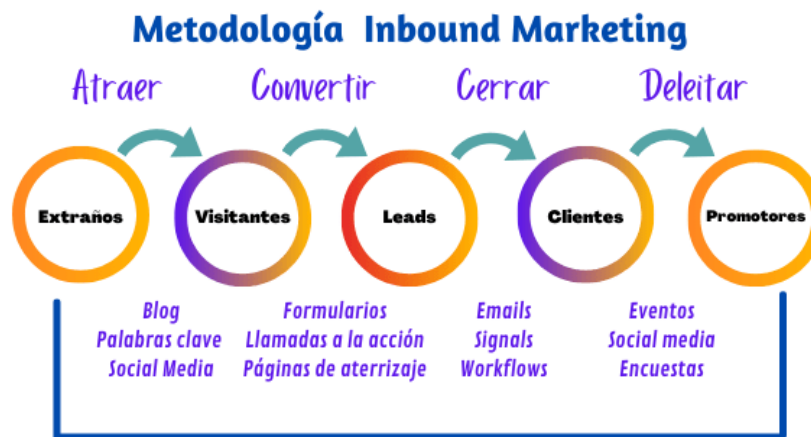 Metodología Inbound Marketing
Atraer
Convertir
Cerrar
Deleitar
Extraños
Visitantes
Leads
Clientes
Promotores
Blog
Palabras clave
Social Media
Formularios
Llamadas a la acción
Páginas de aterrizaje
Emails
Signals
Workflows
Eventos
Social media
Encuestas